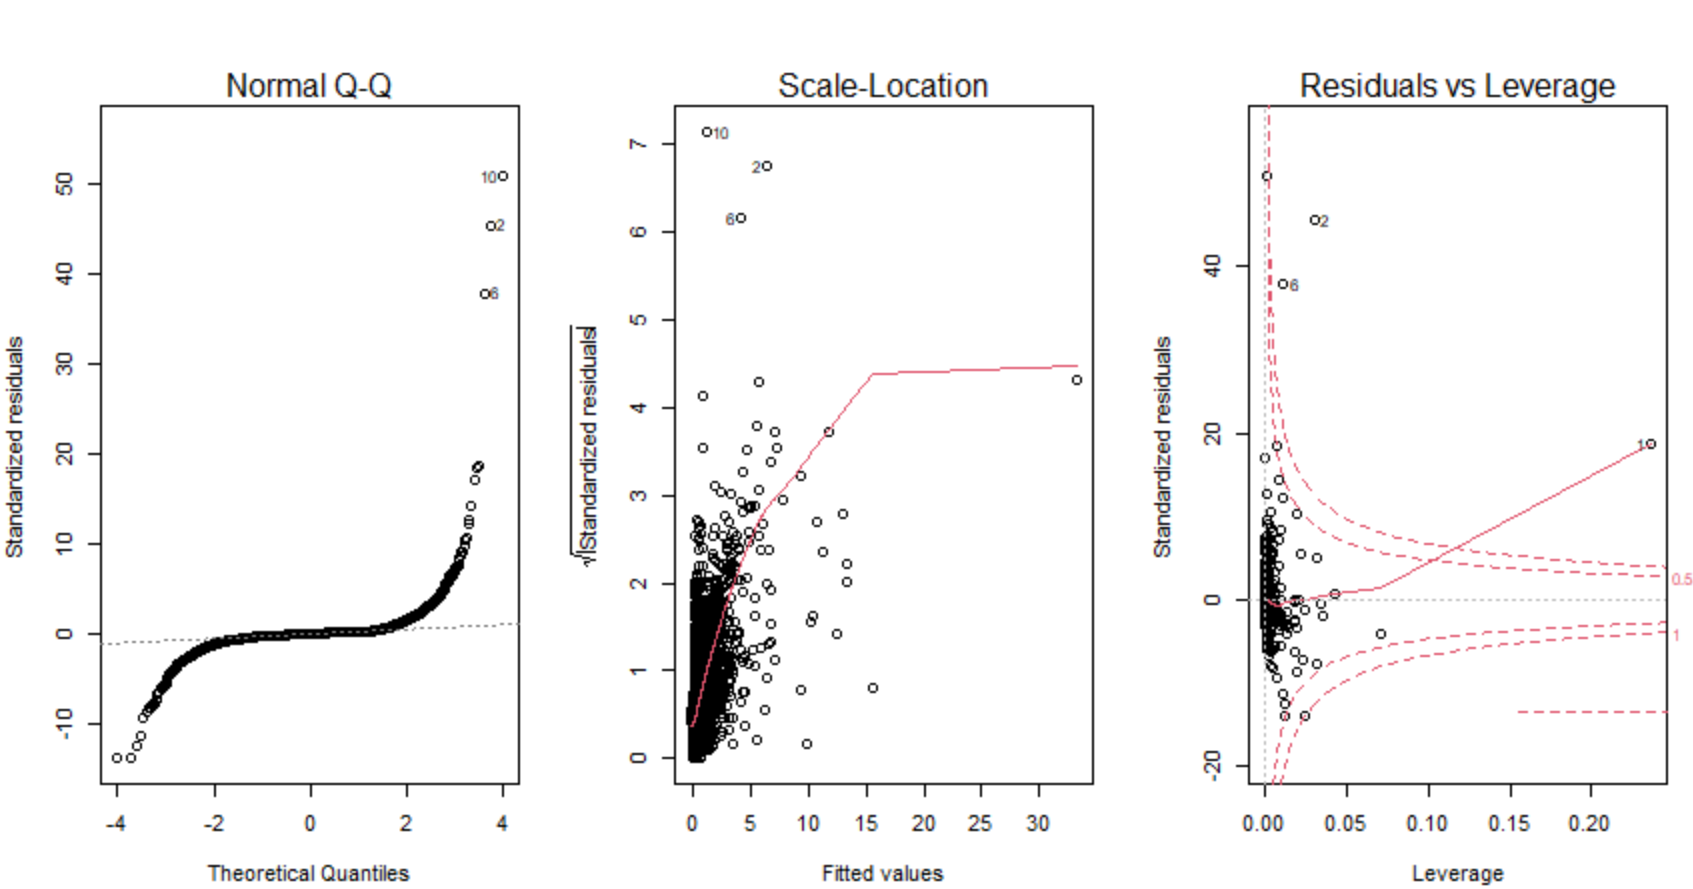 Normal Q-Q
Standardized residuals
50
40
30
20
10
0
-10
10
2
6
-4 -2 0 2 4
Theoretical Quantiles
Scale-Location
√|Standardized residuals|
7
6
5
4
3
2
1
0
10
2
6
0 5 10 15 20 25 30
Fitted values
Residuals vs Leverage
Standardized residuals
40
20
0
-20
2
6
1
0.5
1
0.00 0.05 0.10 0.15 0.20
Leverage